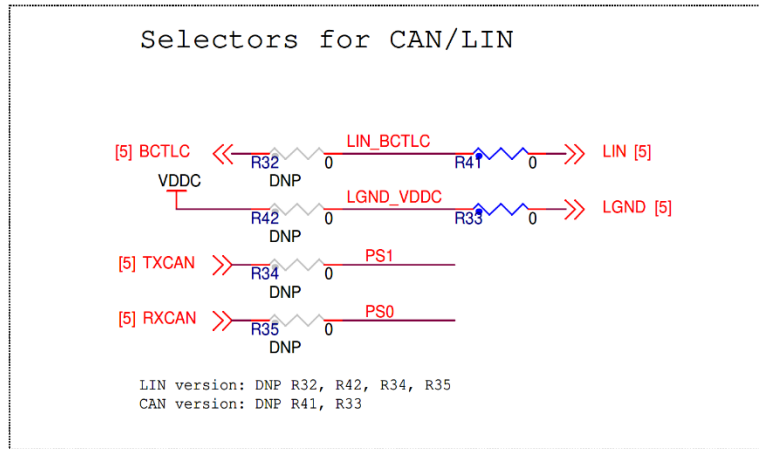 Selectors for CAN/LIN
[5] BCTLC R32 0 LIN_BCTLC R41 0 LIN [5]
DNP
VDDC
R42 0 LGND_VDDC R33 0 LGND [5]
DNP
[5] TXCAN R34 0 PS1
DNP
[5] RXCAN R35 0 PS0
DNP
LIN version: DNP R32, R42, R34, R35
CAN version: DNP R41, R33